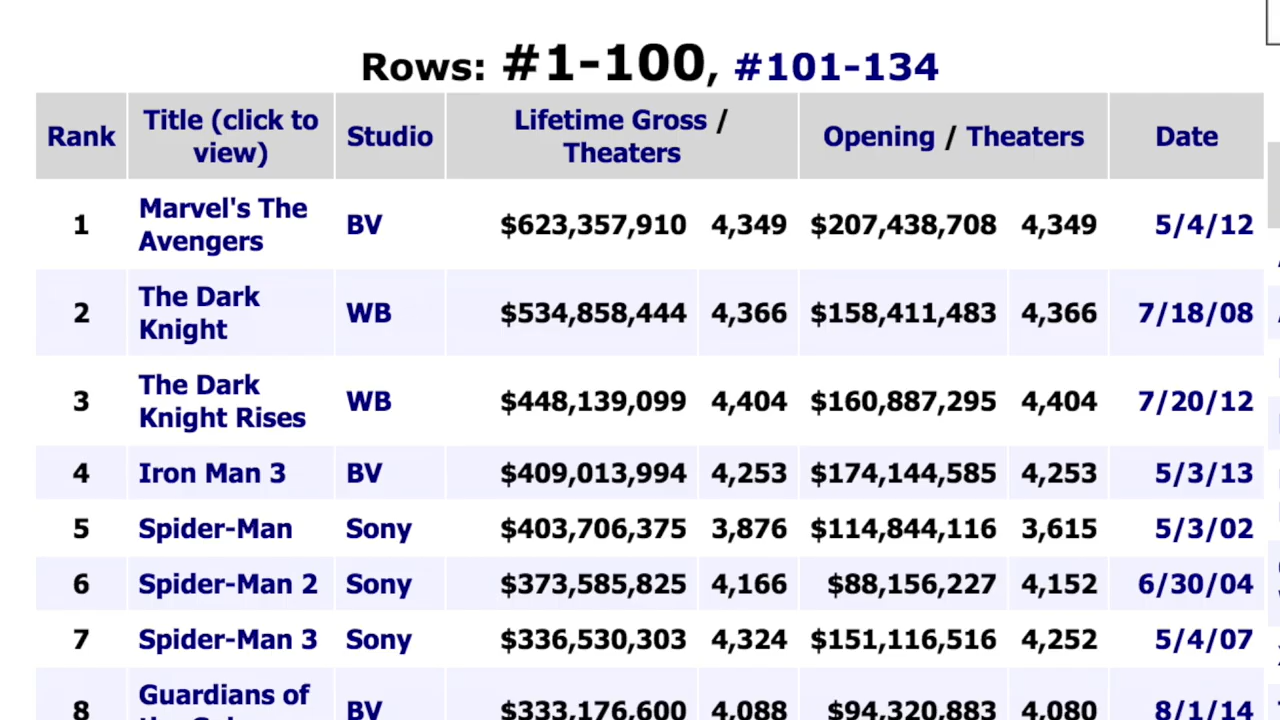 Rows: #1-100, #101-134
Rank Title (click to view) Studio Lifetime Gross / Theaters Opening / Theaters Date
1 Marvel's The Avengers BV $623,357,910 4,349 $207,438,708 4,349 5/4/12
2 The Dark Knight WB $534,858,444 4,366 $158,411,483 4,366 7/18/08
3 The Dark Knight Rises WB $448,139,099 4,404 $160,887,295 4,404 7/20/12
4 Iron Man 3 BV $409,013,994 4,253 $174,144,585 4,253 5/3/13
5 Spider-Man Sony $403,706,375 3,876 $114,844,116 3,615 5/3/02
6 Spider-Man 2 Sony $373,585,825 4,166 $88,156,227 4,152 6/30/04
7 Spider-Man 3 Sony $336,530,303 4,324 $151,116,516 4,252 5/4/07
8 Guardians of BV $333,176,600 4,088 $94,320,883 4,080 8/1/14